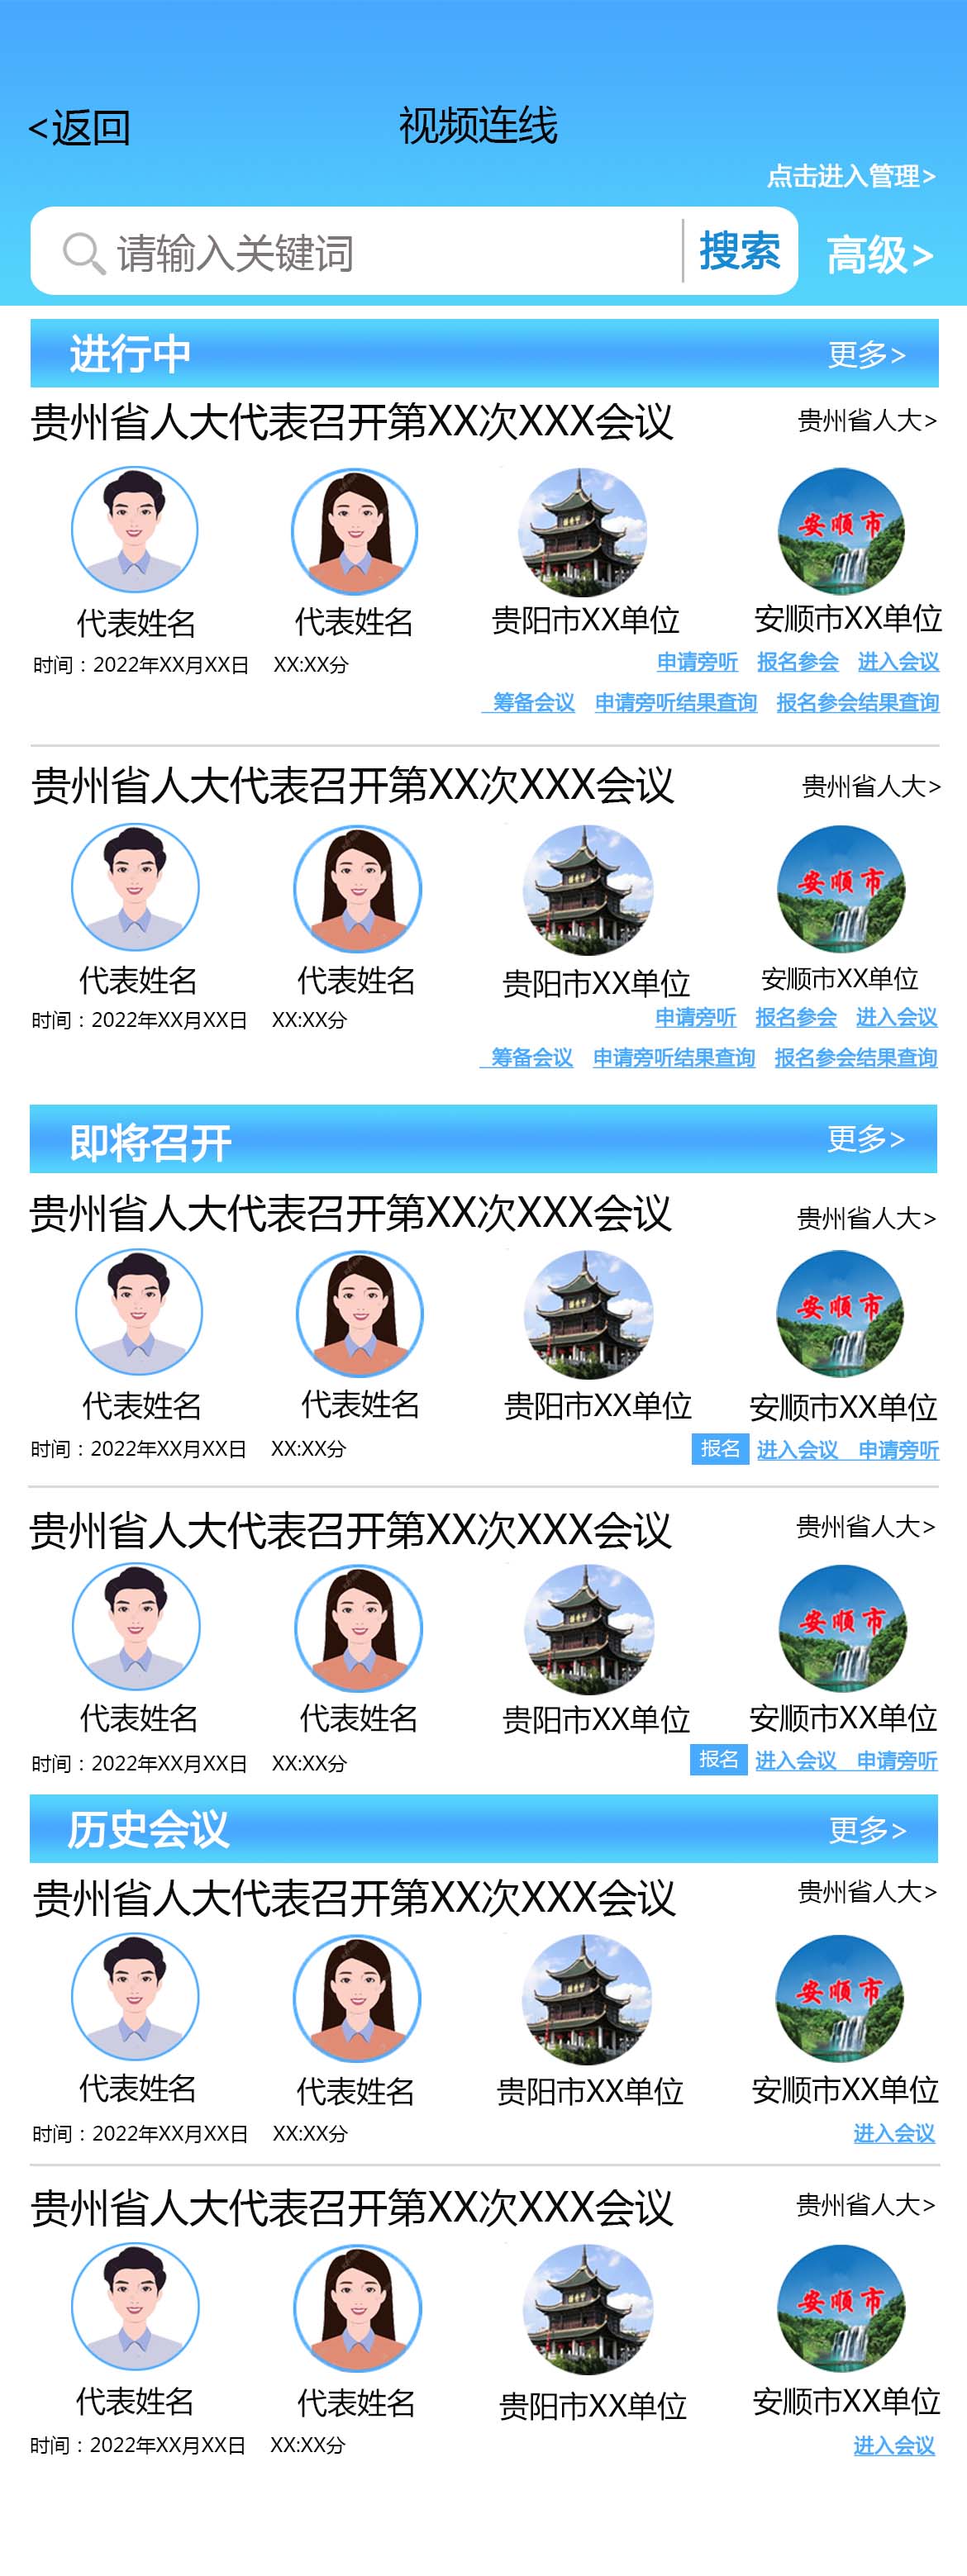 <返回
视频连线
点击进入管理>
请输入关键词
搜索
高级>
进行中
更多>
贵州省人大代表召开第XX次XXX会议
贵州省人大>
安顺市
代表姓名
代表姓名
贵阳市XX单位
安顺市XX单位
时间：2022年XX月XX日 XX:XX分
申请旁听 报名参会 进入会议
筹备会议 申请旁听结果查询 报名参会结果查询
贵州省人大代表召开第XX次XXX会议
贵州省人大>
安顺市
代表姓名
代表姓名
贵阳市XX单位
安顺市XX单位
时间：2022年XX月XX日 XX:XX分
申请旁听 报名参会 进入会议
筹备会议 申请旁听结果查询 报名参会结果查询
即将召开
更多>
贵州省人大代表召开第XX次XXX会议
贵州省人大>
安顺市
代表姓名
代表姓名
贵阳市XX单位
安顺市XX单位
时间：2022年XX月XX日 XX:XX分
报名 进入会议 申请旁听
贵州省人大代表召开第XX次XXX会议
贵州省人大>
安顺市
代表姓名
代表姓名
贵阳市XX单位
安顺市XX单位
时间：2022年XX月XX日 XX:XX分
报名 进入会议 申请旁听
历史会议
更多>
贵州省人大代表召开第XX次XXX会议
贵州省人大>
安顺市
代表姓名
代表姓名
贵阳市XX单位
安顺市XX单位
时间：2022年XX月XX日 XX:XX分
进入会议
贵州省人大代表召开第XX次XXX会议
贵州省人大>
安顺市
代表姓名
代表姓名
贵阳市XX单位
安顺市XX单位
时间：2022年XX月XX日 XX:XX分
进入会议